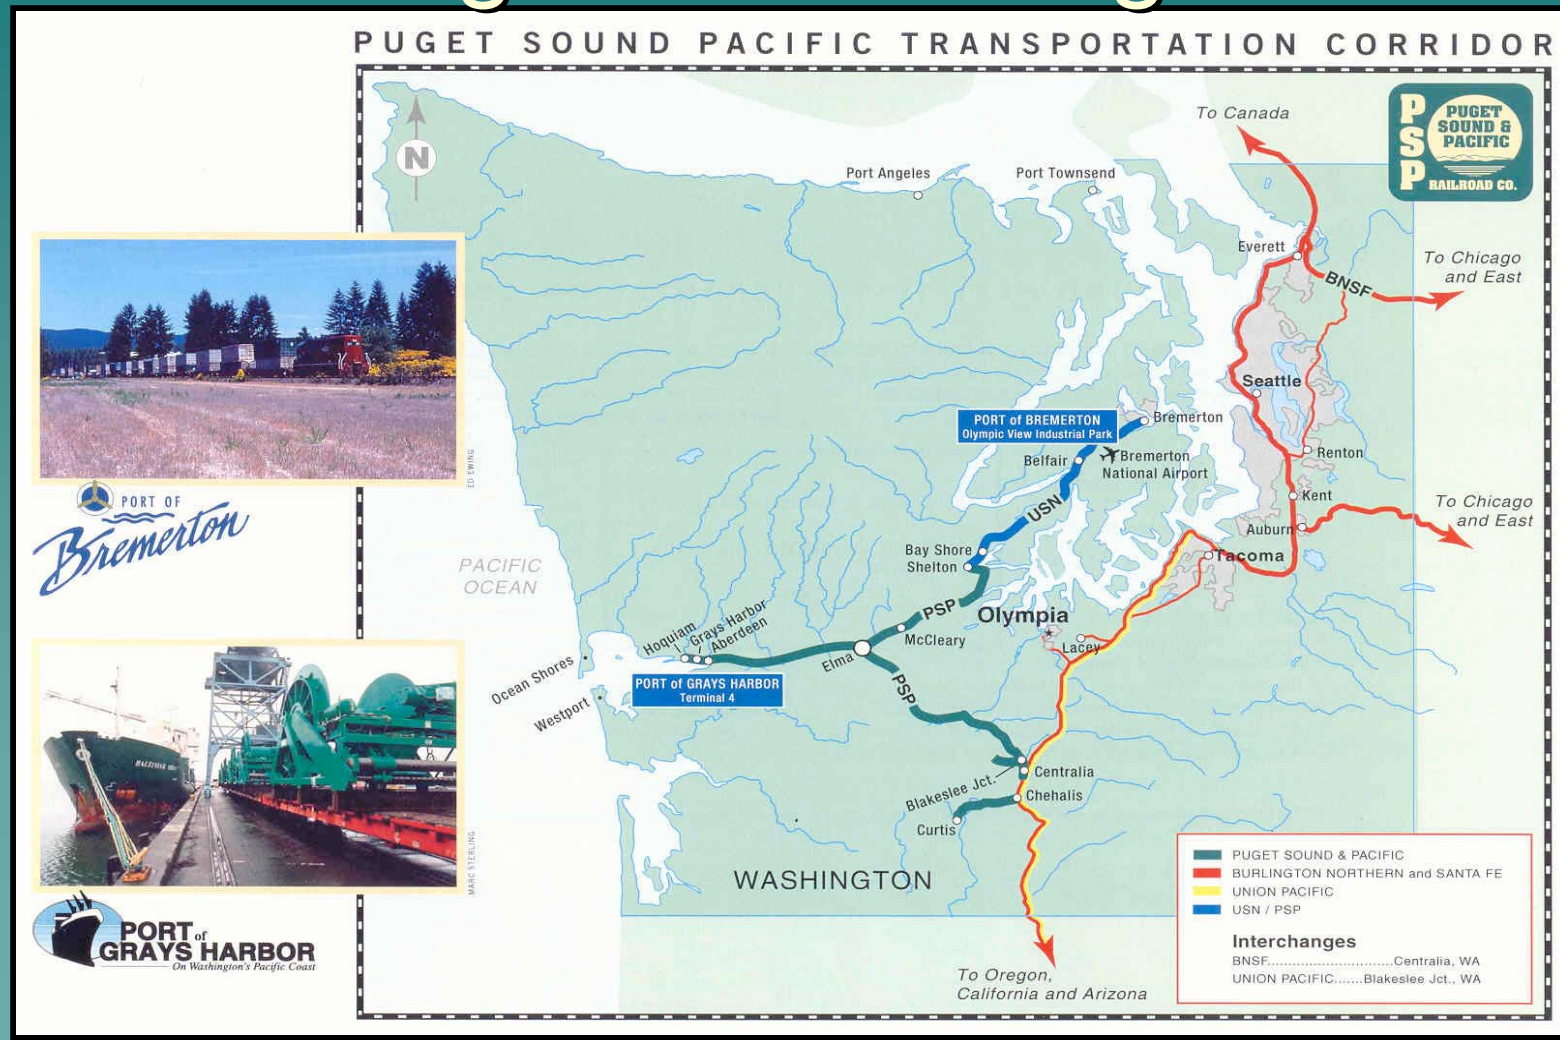 PUGET SOUND PACIFIC TRANSPORTATION CORRIDOR
PSP
PUGET
SOUND &
PACIFIC
RAILROAD CO.
N
To Canada
Port Angeles
Port Townsend
Everett
BNSF
To Chicago
and East
Seattle
PORT of BREMERTON
Olympic View Industrial Park
Bremerton
Belfair
Bremerton
National Airport
Renton
Kent
To Chicago
and East
Auburn
USN
Bay Shore
Shelton
Tacoma
PACIFIC
OCEAN
PSP
Olympia
McCleary
Lacey
Hoquiam
Grays Harbor
Aberdeen
Elma
Ocean Shores
Westport
PORT of GRAYS HARBOR
Terminal 4
PSP
Blakeslee Jct.
Centralia
Chehalis
Curtis
WASHINGTON
To Oregon,
California and Arizona
PUGET SOUND & PACIFIC
BURLINGTON NORTHERN and SANTA FE
UNION PACIFIC
USN / PSP
Interchanges
BNSF.............................Centralia, WA
UNION PACIFIC.......Blakeslee Jct., WA
ED EWING
PORT OF
Bremerton
MARC STERLING
PORT of
GRAYS HARBOR
On Washington's Pacific Coast